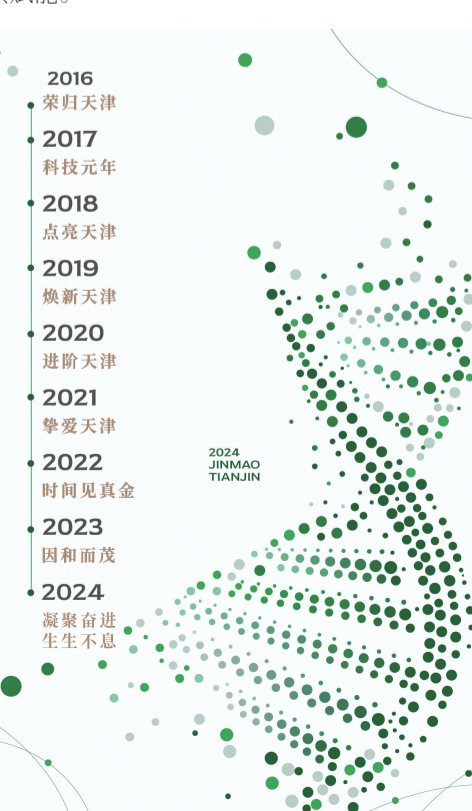 赋能。
2016
荣归天津
2017
科技元年
2018
点亮天津
2019
焕新天津
2020
进阶天津
2021
挚爱天津
2022
时间见真金
2023
因和而茂
2024
凝聚奋进
生生不息
2024
JINMAO
TIANJIN